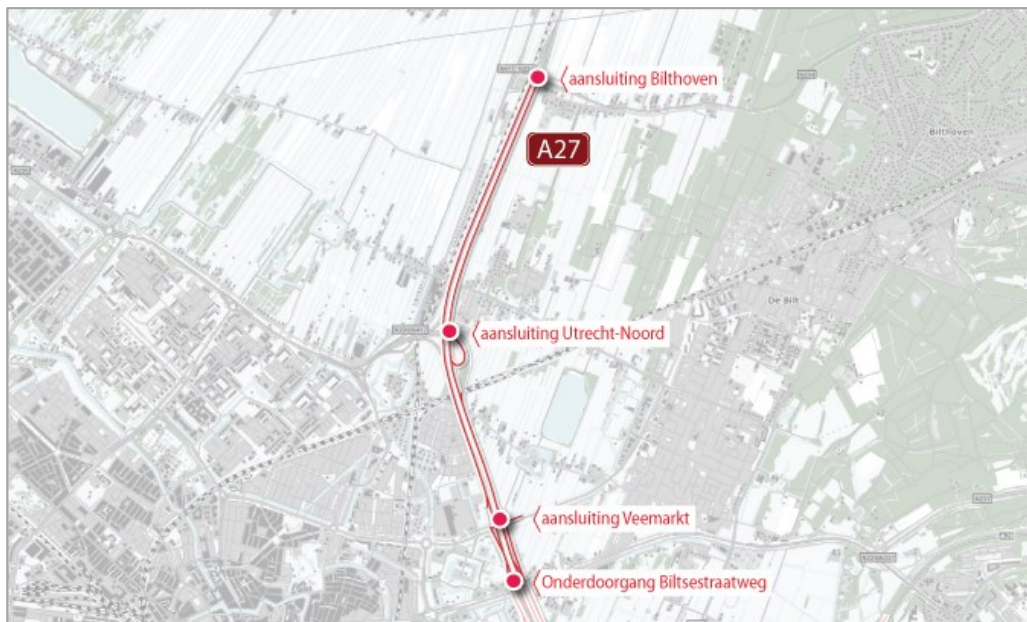 aansluiting Bilthoven
A27
Bilthoven
De Bilt
aansluiting Utrecht-Noord
aansluiting Veemarkt
Onderdoorgang Biltsestraatweg